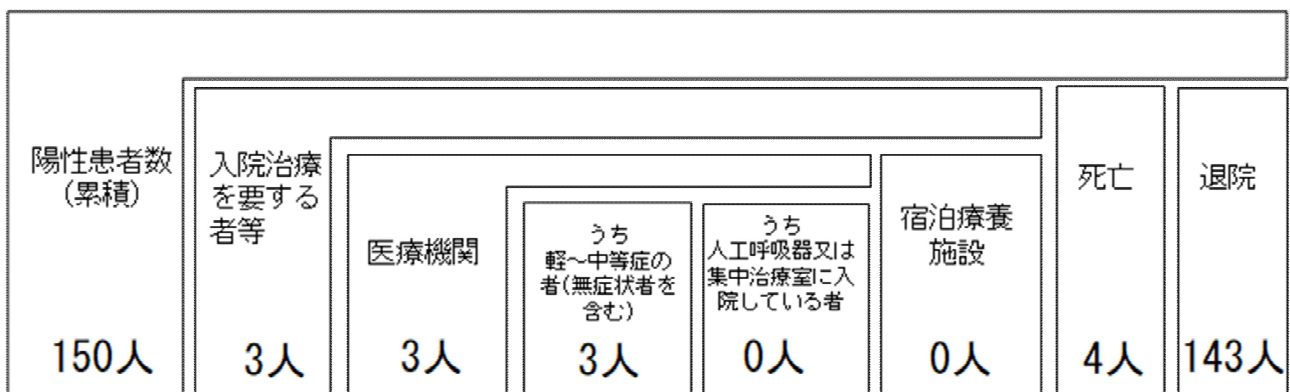 陽性患者数
（累積）
150人
入院治療
を要する
者等
3人
医療機関
3人
うち
軽～中等症の
者(無症状者を
含む)
3人
うち
人工呼吸器又は
集中治療室に入
院している者
0人
宿泊療養
施設
0人
死亡
4人
退院
143人